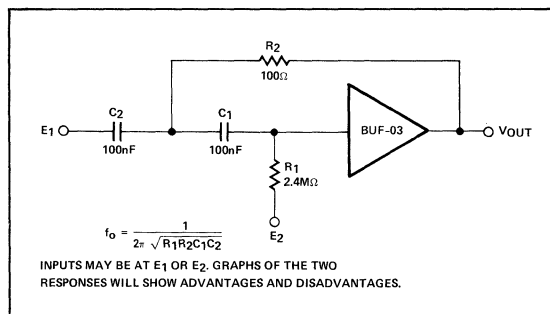 R2
100Ω
C2
C1
E1
100nF
100nF
BUF-03
VOUT
R1
2.4MΩ
E2
fo = 1 / 2π √R1R2C1C2
INPUTS MAY BE AT E1 OR E2. GRAPHS OF THE TWO
RESPONSES WILL SHOW ADVANTAGES AND DISADVANTAGES.